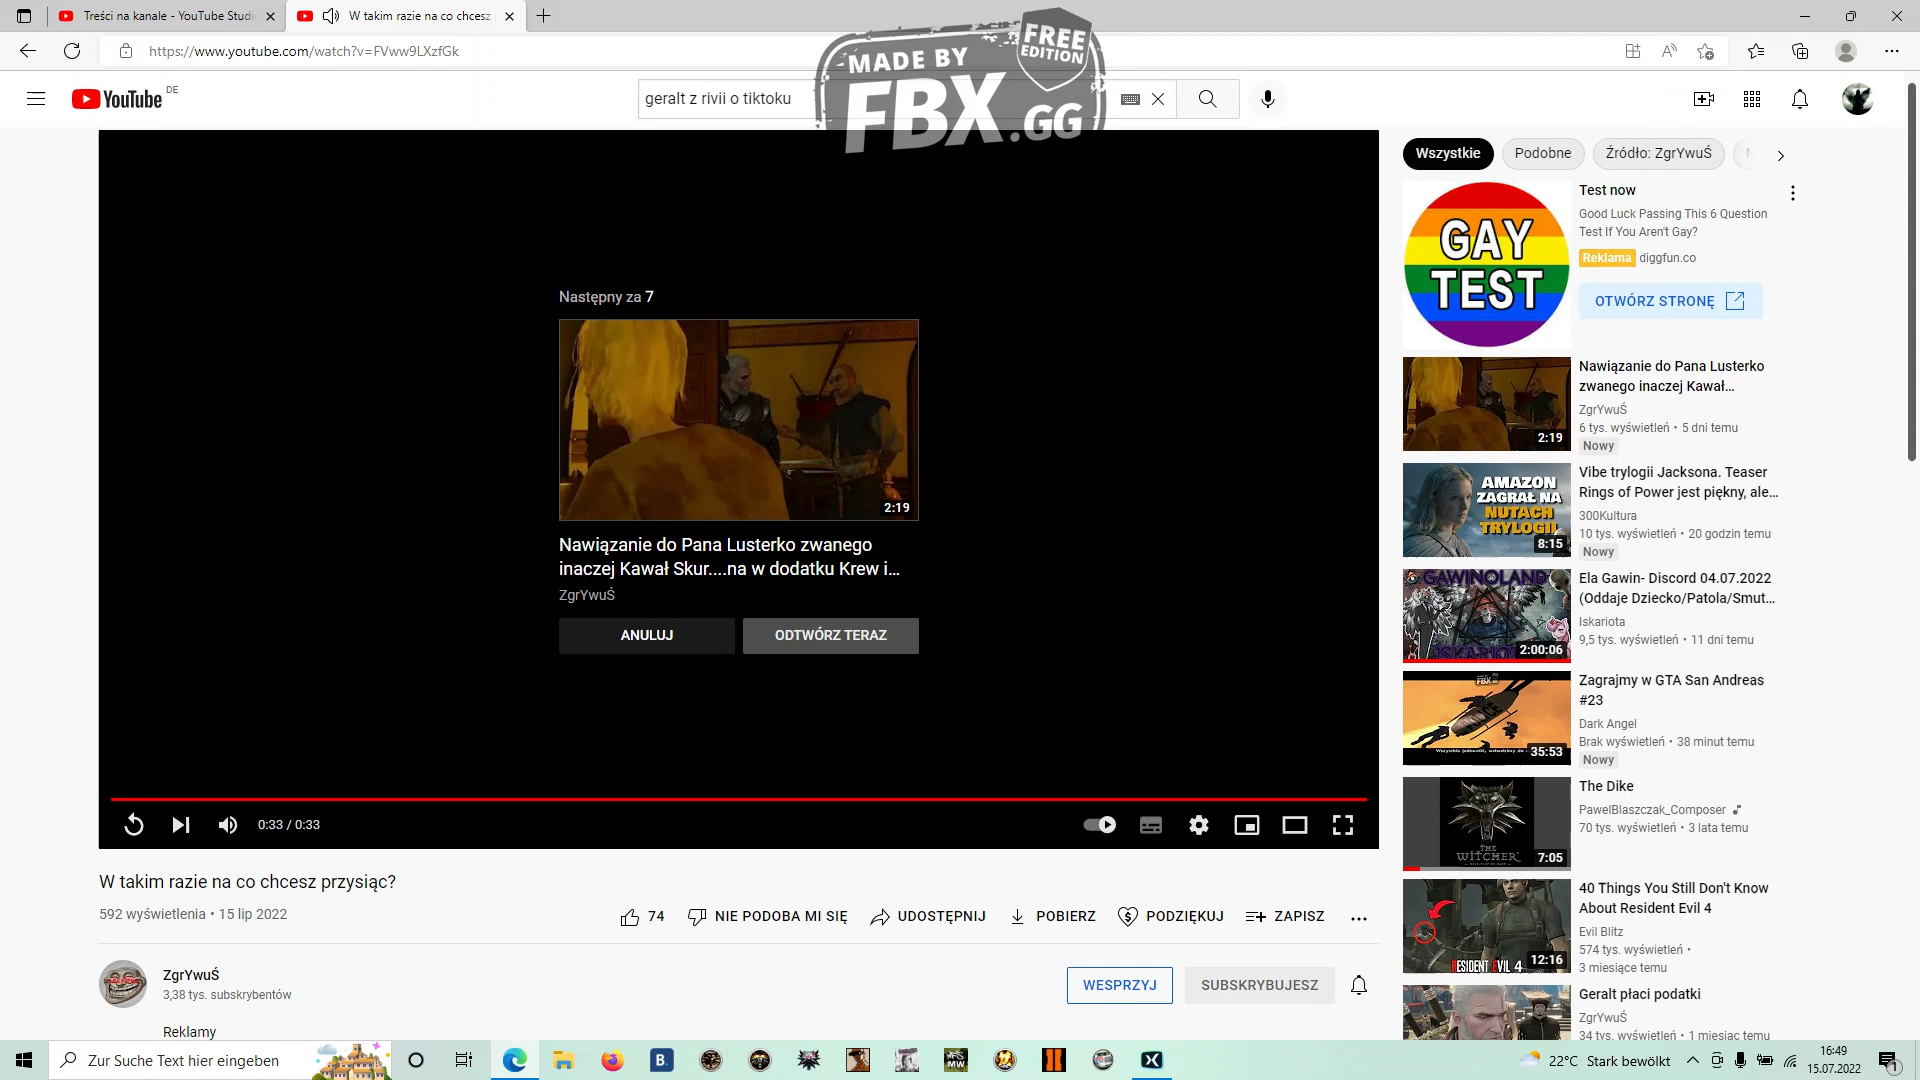 Treści na kanale - YouTube Studi
W takim razie na co chcesz
https://www.youtube.com/watch?v=FVww9LXzfGk
MADE BY
FBX.GG
FREE
EDITION
YouTube DE
geralt z rivii o tiktoku
Następny za 7
2:19
Nawiązanie do Pana Lusterko zwanego
inaczej Kawał Skur....na w dodatku Krew i...
ZgrYwuŚ
ANULUJ
ODTWÓRZ TERAZ
0:33 / 0:33
W takim razie na co chcesz przysiąc?
592 wyświetlenia • 15 lip 2022
74
NIE PODOBA MI SIĘ
UDOSTĘPNIJ
POBIERZ
PODZIĘKUJ
ZAPISZ
ZgrYwuŚ
3,38 tys. subskrybentów
WESPRZYJ
SUBSKRYBUJESZ
Reklamy
Wszystkie
Podobne
Źródło: ZgrYwuŚ
GAY
TEST
Test now
Good Luck Passing This 6 Question
Test If You Aren't Gay?
Reklama diggfun.co
OTWÓRZ STRONĘ
2:19
Nawiązanie do Pana Lusterko
zwanego inaczej Kawał...
ZgrYwuŚ
6 tys. wyświetleń • 5 dni temu
Nowy
AMAZON
ZAGRAŁ NA
NUTACH
TRYLOGII
8:15
Vibe trylogii Jacksona. Teaser
Rings of Power jest piękny, ale...
300Kultura
10 tys. wyświetleń • 20 godzin temu
Nowy
GAWINOLAND
2:00:06
Ela Gawin- Discord 04.07.2022
(Oddaje Dziecko/Patola/Smut...
Iskariota
9,5 tys. wyświetleń • 11 dni temu
FBX
35:53
Zagrajmy w GTA San Andreas
#23
Dark Angel
Brak wyświetleń • 38 minut temu
Nowy
THE
WITCHER
7:05
The Dike
PawelBlaszczak_Composer
70 tys. wyświetleń • 3 lata temu
RESIDENT EVIL 4
12:16
40 Things You Still Don't Know
About Resident Evil 4
Evil Blitz
574 tys. wyświetleń •
3 miesiące temu
Geralt płaci podatki
ZgrYwuŚ
34 tys. wyświetleń • 1 miesiąc temu
Zur Suche Text hier eingeben
B.
MW
22°C Stark bewölkt
16:49
15.07.2022
1